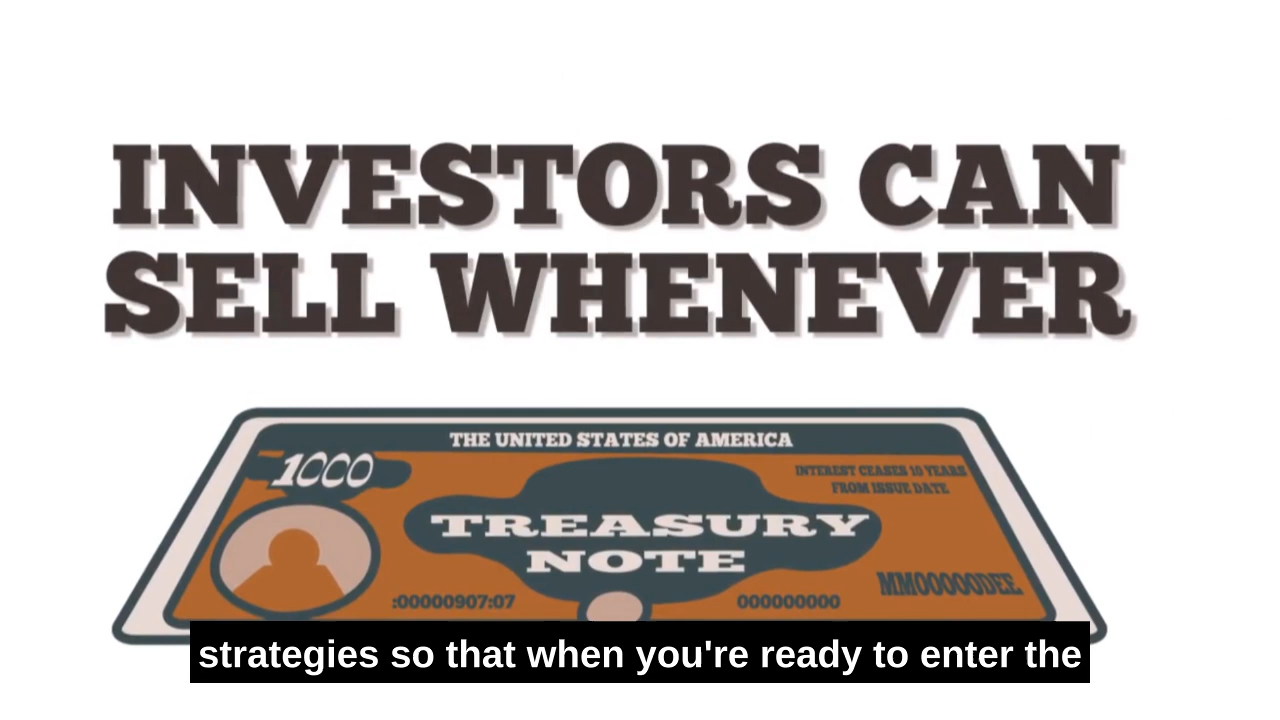 INVESTORS CAN
SELL WHENEVER
THE UNITED STATES OF AMERICA
1000
INTEREST CEASES 10 YEARS
FROM ISSUE DATE
TREASURY
NOTE
MM00000DEE
:00000907:07
000000000
strategies so that when you're ready to enter the